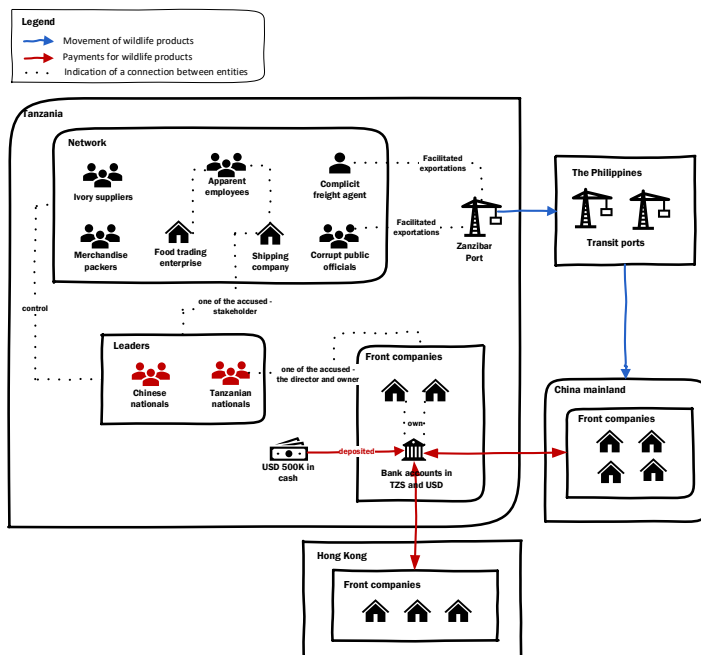 Legend
Movement of wildlife products
Payments for wildlife products
Indication of a connection between entities
Tanzania
Network
Ivory suppliers
Apparent
employees
Complicit
freight agent
Facilitated
exportations
Merchandise
packers
Food trading
enterprise
Shipping
company
Corrupt public
officials
Facilitated
exportations
Zanzibar
Port
The Philippines
Transit ports
control
one of the accused -
stakeholder
Leaders
Chinese
nationals
Tanzanian
nationals
one of the accused -
the director and owner
Front companies
own
USD 500K in
cash
deposited
Bank accounts in
TZS and USD
China mainland
Front companies
Hong Kong
Front companies